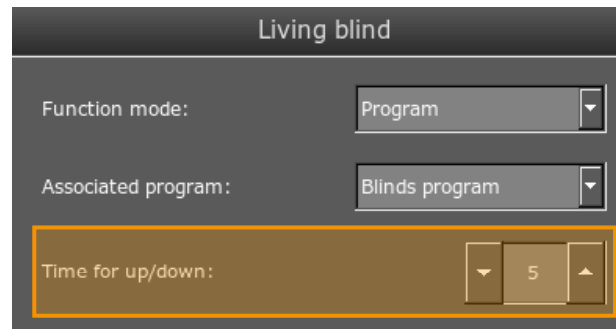 Living blind
Function mode: Program
Associated program: Blinds program
Time for up/down: 5